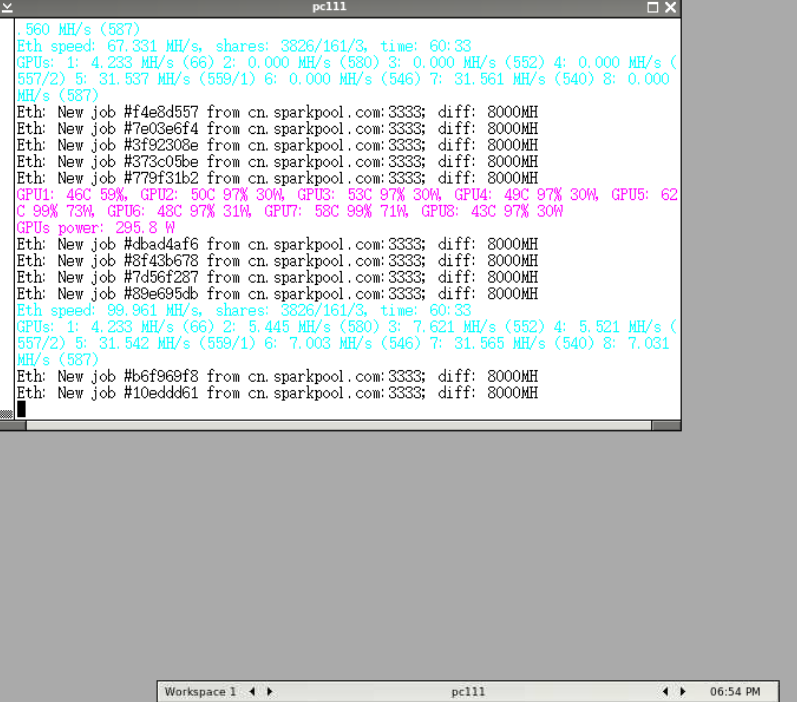 pc111
.560 MH/s (587)
Eth speed: 67.331 MH/s, shares: 3826/161/3, time: 60:33
GPUs: 1: 4.233 MH/s (66) 2: 0.000 MH/s (580) 3: 0.000 MH/s (552) 4: 0.000 MH/s (
557/2) 5: 31.537 MH/s (559/1) 6: 0.000 MH/s (546) 7: 31.561 MH/s (540) 8: 0.000
MH/s (587)
Eth: New job #f4e8d557 from cn.sparkpool.com:3333; diff: 8000MH
Eth: New job #7e03e6f4 from cn.sparkpool.com:3333; diff: 8000MH
Eth: New job #3f92308e from cn.sparkpool.com:3333; diff: 8000MH
Eth: New job #373c05be from cn.sparkpool.com:3333; diff: 8000MH
Eth: New job #779f31b2 from cn.sparkpool.com:3333; diff: 8000MH
GPU1: 46C 59%, GPU2: 50C 97% 30W, GPU3: 53C 97% 30W, GPU4: 49C 97% 30W, GPU5: 62
C 99% 73W, GPU6: 48C 97% 31W, GPU7: 58C 99% 71W, GPU8: 43C 97% 30W
GPUs power: 295.8 W
Eth: New job #dbad4af6 from cn.sparkpool.com:3333; diff: 8000MH
Eth: New job #8f43b678 from cn.sparkpool.com:3333; diff: 8000MH
Eth: New job #7d56f287 from cn.sparkpool.com:3333; diff: 8000MH
Eth: New job #89e695db from cn.sparkpool.com:3333; diff: 8000MH
Eth speed: 99.961 MH/s, shares: 3826/161/3, time: 60:33
GPUs: 1: 4.233 MH/s (66) 2: 5.445 MH/s (580) 3: 7.621 MH/s (552) 4: 5.521 MH/s (
557/2) 5: 31.542 MH/s (559/1) 6: 7.003 MH/s (546) 7: 31.565 MH/s (540) 8: 7.031
MH/s (587)
Eth: New job #b6f969f8 from cn.sparkpool.com:3333; diff: 8000MH
Eth: New job #10eddd61 from cn.sparkpool.com:3333; diff: 8000MH
Workspace 1 pc111 06:54 PM